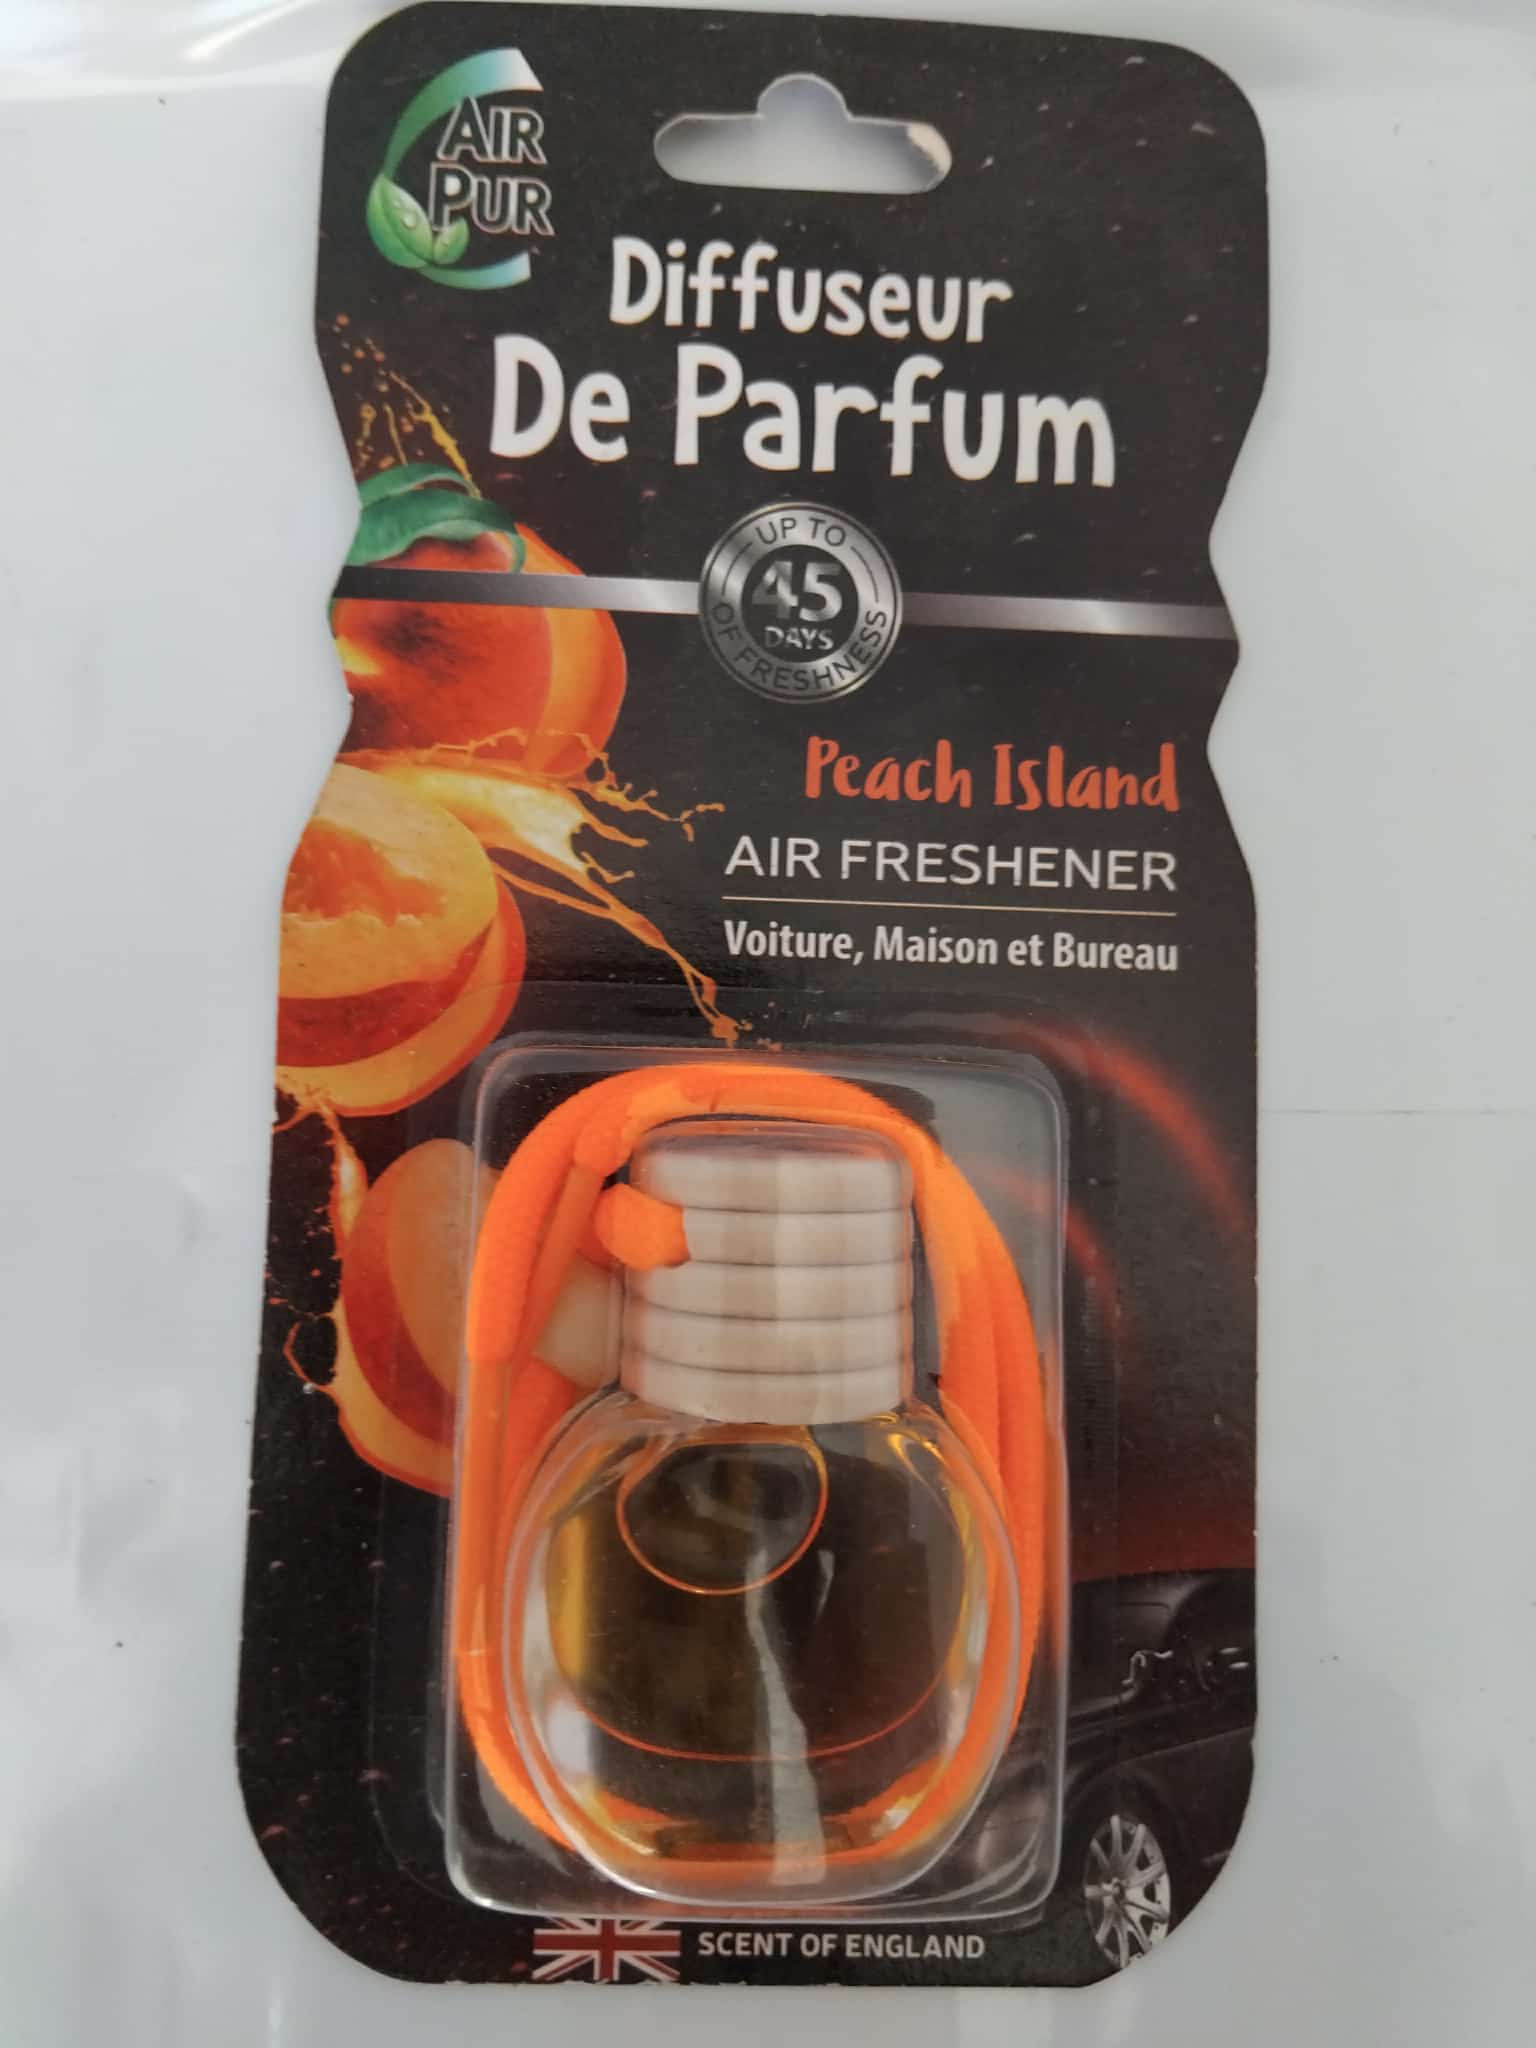 AIR
PUR
Diffuseur
De Parfum
UP TO
45
DAYS
OF FRESHNESS
Peach Island
AIR FRESHENER
Voiture, Maison et Bureau
SCENT OF ENGLAND